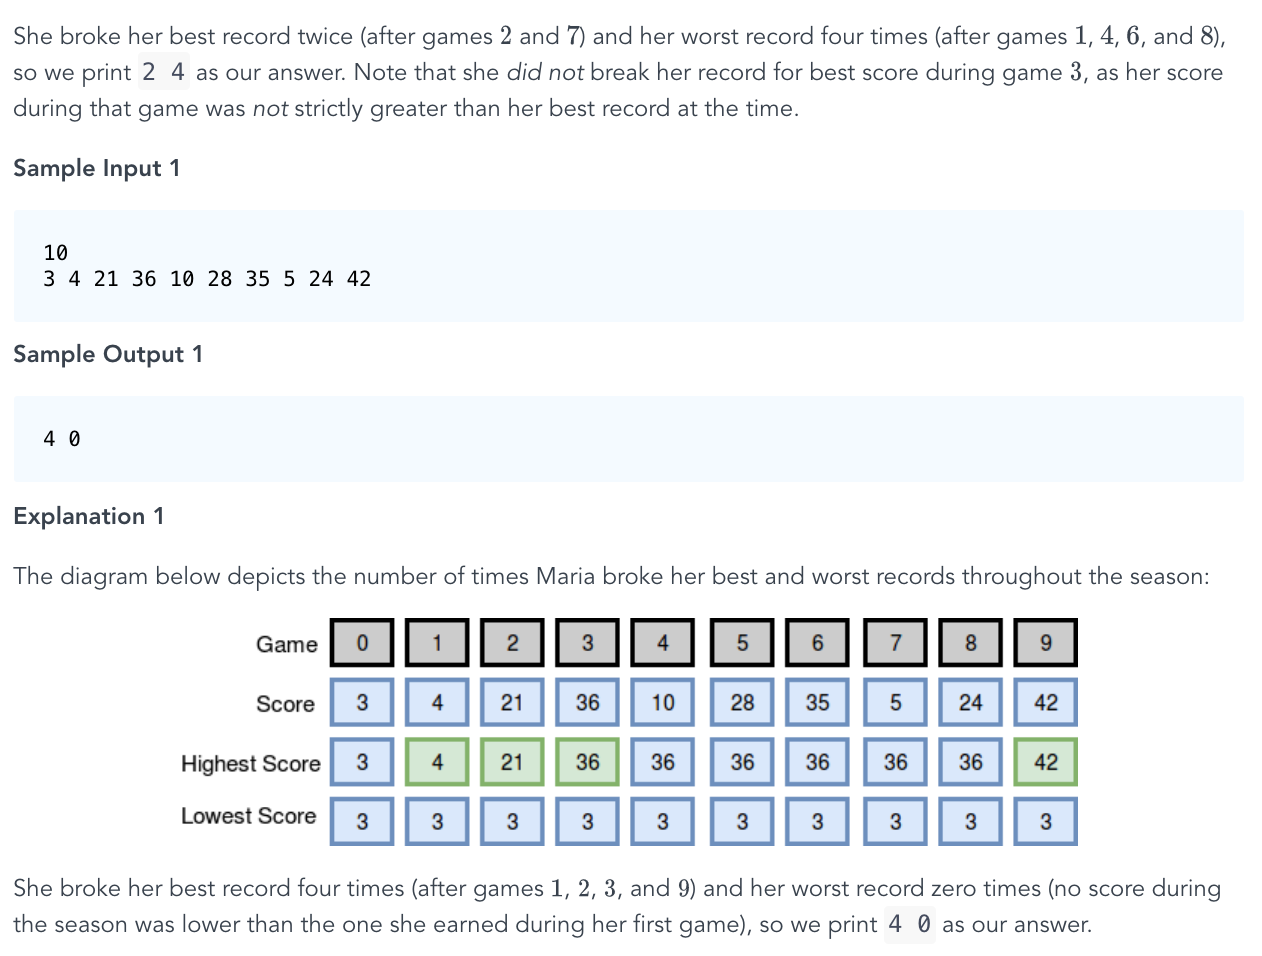 She broke her best record twice (after games 2 and 7) and her worst record four times (after games 1, 4, 6, and 8),
so we print 2 4 as our answer. Note that she did not break her record for best score during game 3, as her score
during that game was not strictly greater than her best record at the time.
Sample Input 1
10
3 4 21 36 10 28 35 5 24 42
Sample Output 1
4 0
Explanation 1
The diagram below depicts the number of times Maria broke her best and worst records throughout the season:
Game 0 1 2 3 4 5 6 7 8 9
Score 3 4 21 36 10 28 35 5 24 42
Highest Score 3 4 21 36 36 36 36 36 36 42
Lowest Score 3 3 3 3 3 3 3 3 3 3
She broke her best record four times (after games 1, 2, 3, and 9) and her worst record zero times (no score during
the season was lower than the one she earned during her first game), so we print 4 0 as our answer.